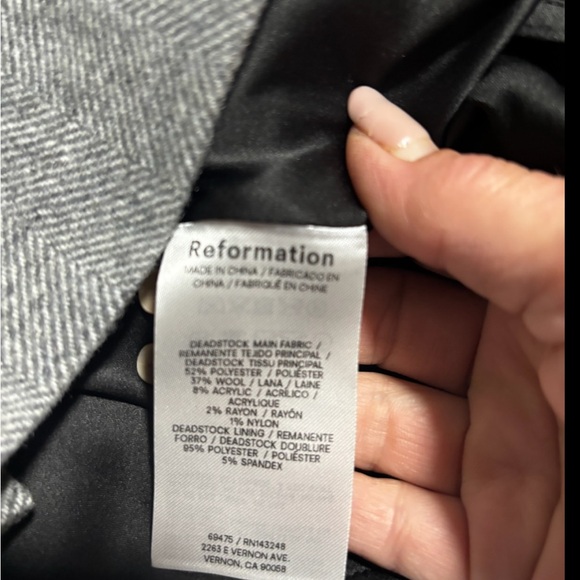 Reformation
MADE IN CHINA / FABRICADO EN
CHINA / FABRIQUÉ EN CHINE
DEADSTOCK MAIN FABRIC /
REMANENTE TEJIDO PRINCIPAL /
DEADSTOCK TISSU PRINCIPAL
52% POLYESTER / POLIÉSTER
37% WOOL / LANA / LAINE
8% ACRYLIC / ACRÍLICO /
ACRYLIQUE
2% RAYON / RAYÓN
1% NYLON
DEADSTOCK LINING / REMANENTE
FORRO / DEADSTOCK DOUBLURE
95% POLYESTER / POLIÉSTER
5% SPANDEX
69475 / RN143248
2263 E VERNON AVE.
VERNON, CA 90058